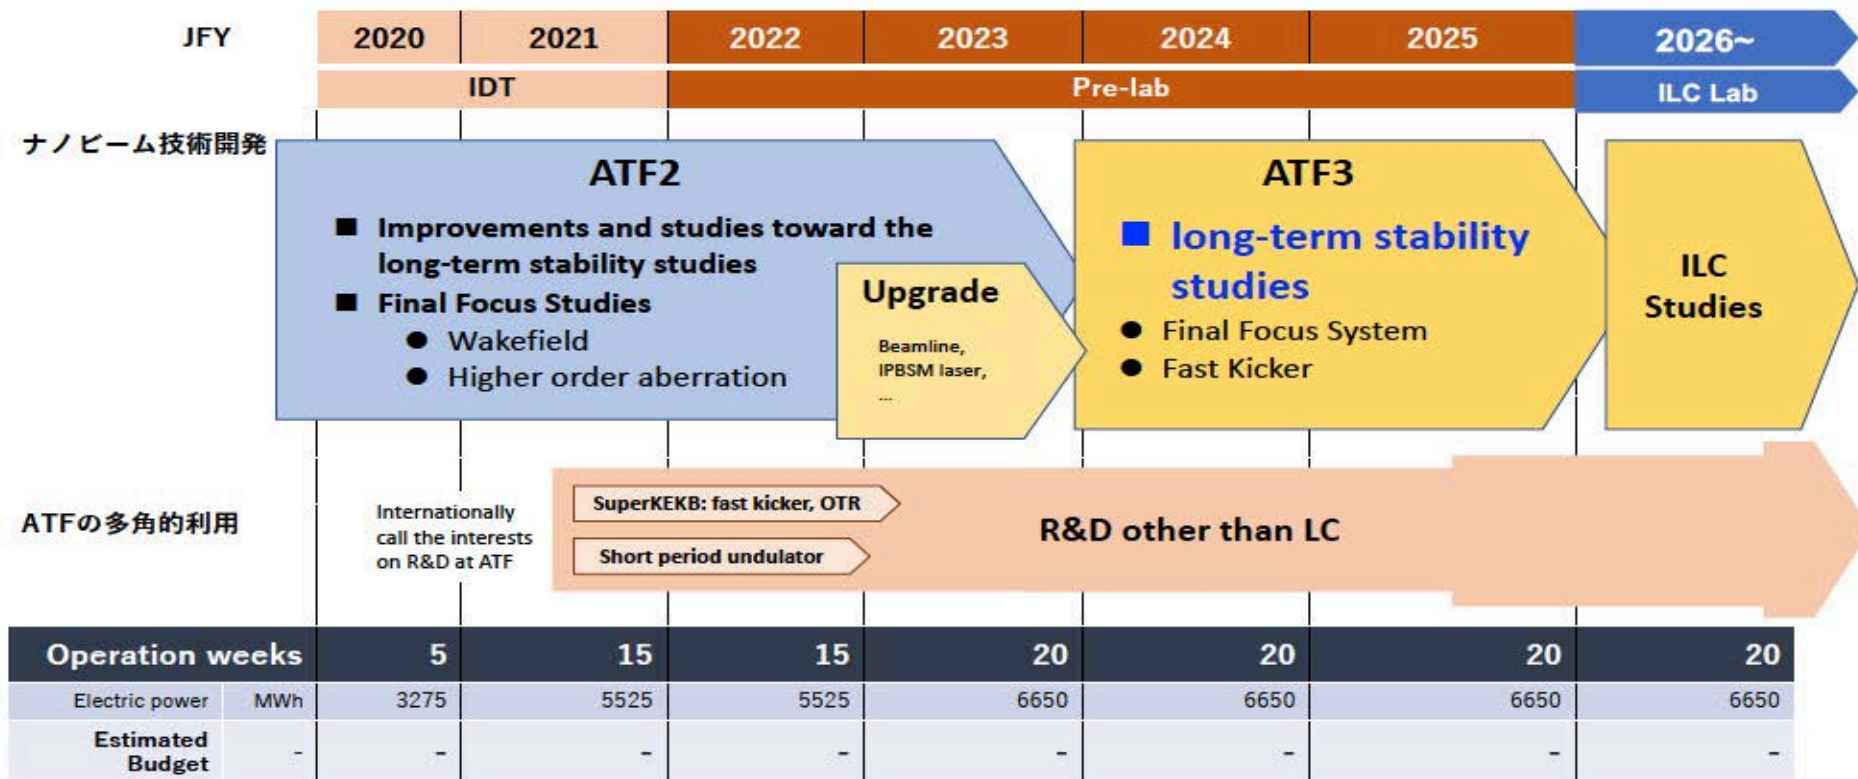 JFY 2020 2021 2022 2023 2024 2025 2026~
IDT Pre-lab ILC Lab
ナノビーム技術開発
ATF2
■ Improvements and studies toward the
long-term stability studies
■ Final Focus Studies
● Wakefield
● Higher order aberration
Upgrade
Beamline,
IPBSM laser,
...
ATF3
■ long-term stability
studies
● Final Focus System
● Fast Kicker
ILC
Studies
ATFの多角的利用
Internationally
call the interests
on R&D at ATF
SuperKEKB: fast kicker, OTR
Short period undulator
R&D other than LC
Operation weeks 5 15 15 20 20 20 20
Electric power MWh 3275 5525 5525 6650 6650 6650 6650
Estimated
Budget - - - - - - - -